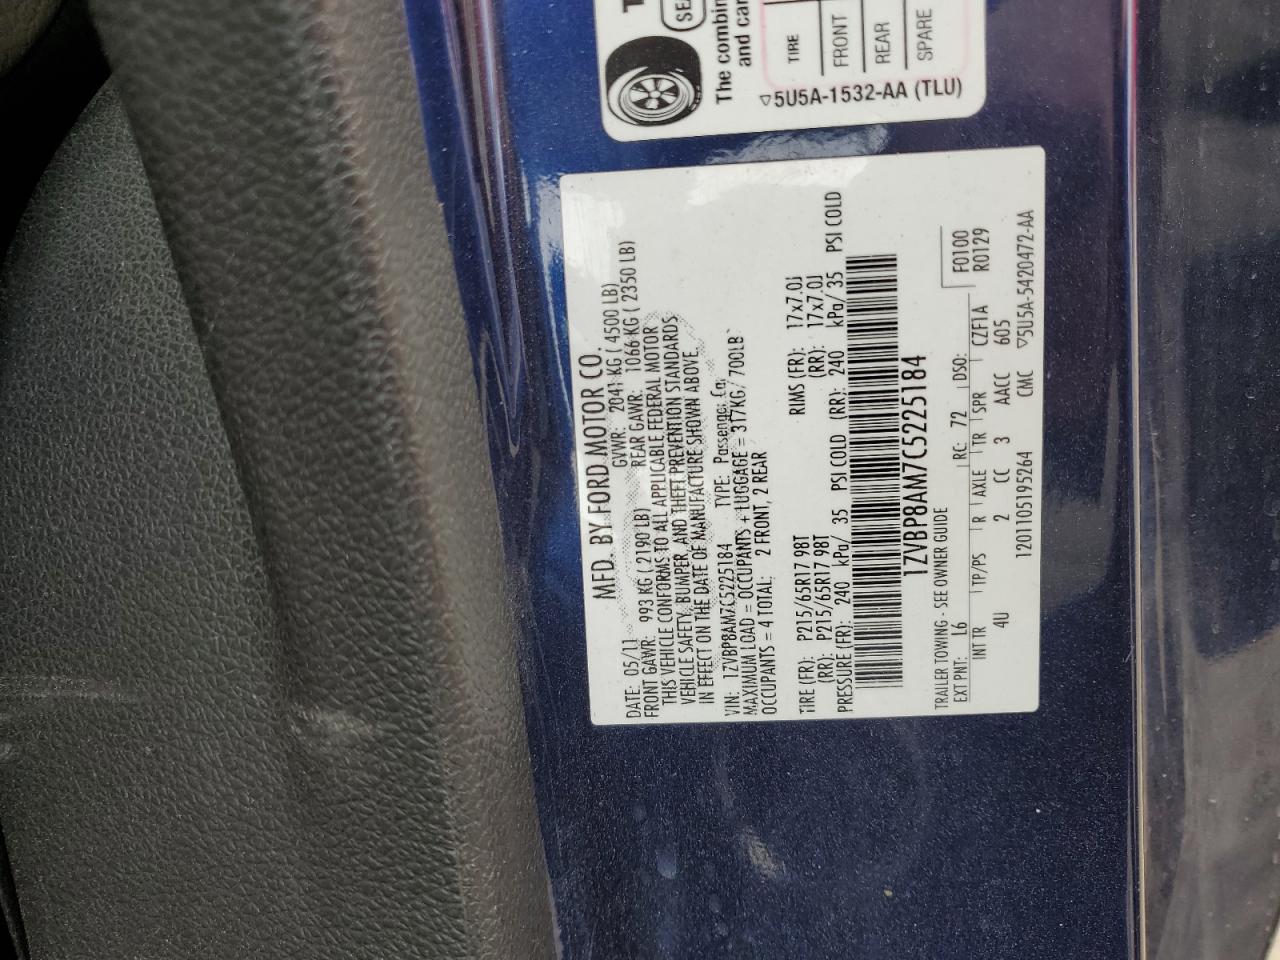 SEA
The combin
and car
TIRE
FRONT
REAR
SPARE
▽5U5A-1532-AA (TLU)
MFD. BY FORD MOTOR CO.
DATE: 05/11 GVWR: 2041 KG ( 4500 LB)
FRONT GAWR: 993 KG ( 2190 LB) REAR GAWR: 1066 KG ( 2350 LB)
THIS VEHICLE CONFORMS TO ALL APPLICABLE FEDERAL MOTOR
VEHICLE SAFETY, BUMPER, AND THEFT PREVENTION STANDARDS
IN EFFECT ON THE DATE OF MANUFACTURE SHOWN ABOVE.
VIN: 1ZVBP8AM7C5225184 TYPE: Passenger Car
MAXIMUM LOAD = OCCUPANTS + LUGGAGE = 317KG/ 700LB
OCCUPANTS = 4 TOTAL: 2 FRONT, 2 REAR
TIRE (FR): P215/65R17 98T RIMS (FR): 17x7.0J
(RR): P215/65R17 98T (RR): 17x7.0J
PRESSURE (FR): 240 kPa/ 35 PSI COLD (RR): 240 kPa/ 35 PSI COLD
1ZVBP8AM7C5225184
TRAILER TOWING - SEE OWNER GUIDE
EXT PNT: L6 RC: 72 DSO: F0100
R0129
INT TR TP/PS R AXLE TR SPR CZF1A
4U 2 CC 3 AACC 605
1201105195264 CMC ▽5U5A-5420472-AA